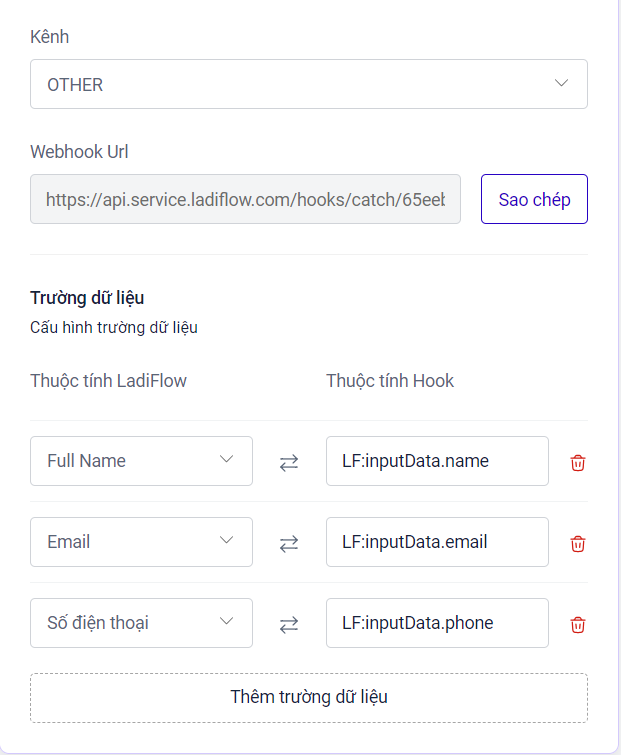 Kênh
OTHER
Webhook Url
https://api.service.ladiflow.com/hooks/catch/65eeb
Sao chép
Trường dữ liệu
Cấu hình trường dữ liệu
Thuộc tính LadiFlow
Thuộc tính Hook
Full Name
LF:inputData.name
Email
LF:inputData.email
Số điện thoại
LF:inputData.phone
Thêm trường dữ liệu